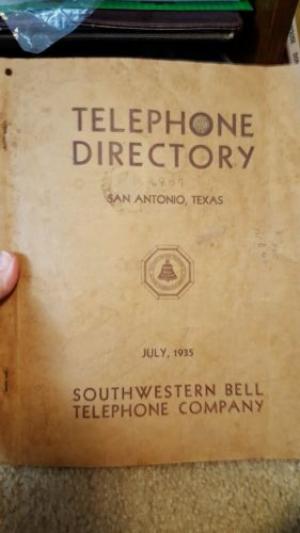 TELEPHONE
DIRECTORY
SAN ANTONIO, TEXAS
JULY, 1935
SOUTHWESTERN BELL
TELEPHONE COMPANY